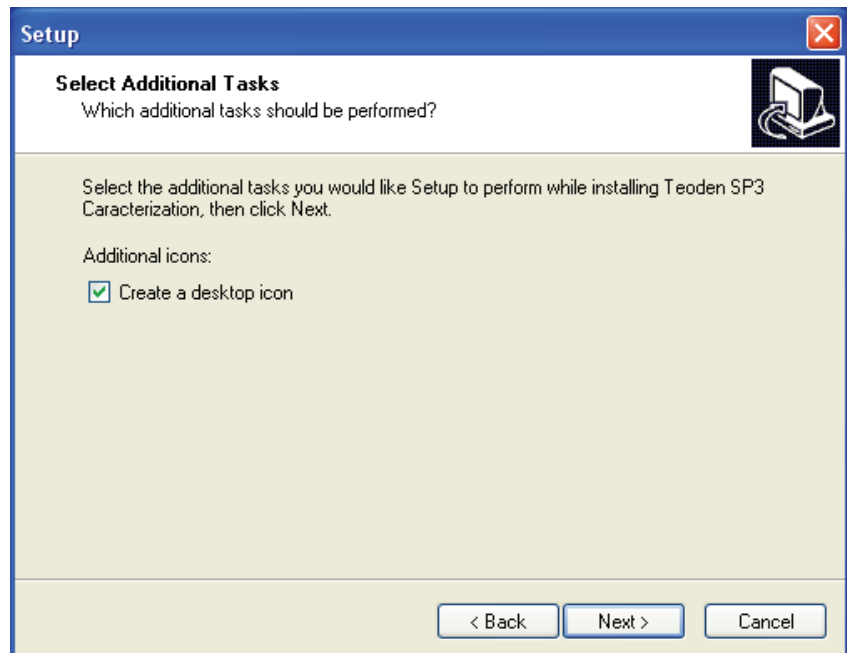 Setup
Select Additional Tasks
Which additional tasks should be performed?
Select the additional tasks you would like Setup to perform while installing Teoden SP3
Caracterization, then click Next.
Additional icons:
Create a desktop icon
< Back Next > Cancel